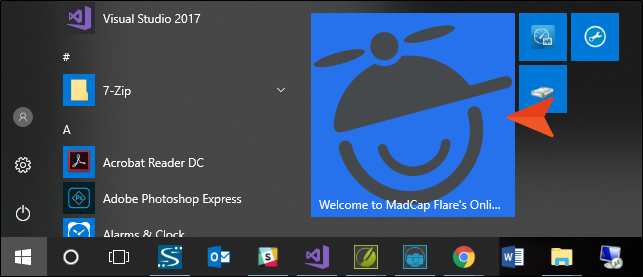 Visual Studio 2017
#
7-Zip
A
Acrobat Reader DC
Adobe Photoshop Express
Alarms & Clock
Welcome to MadCap Flare's Onli...